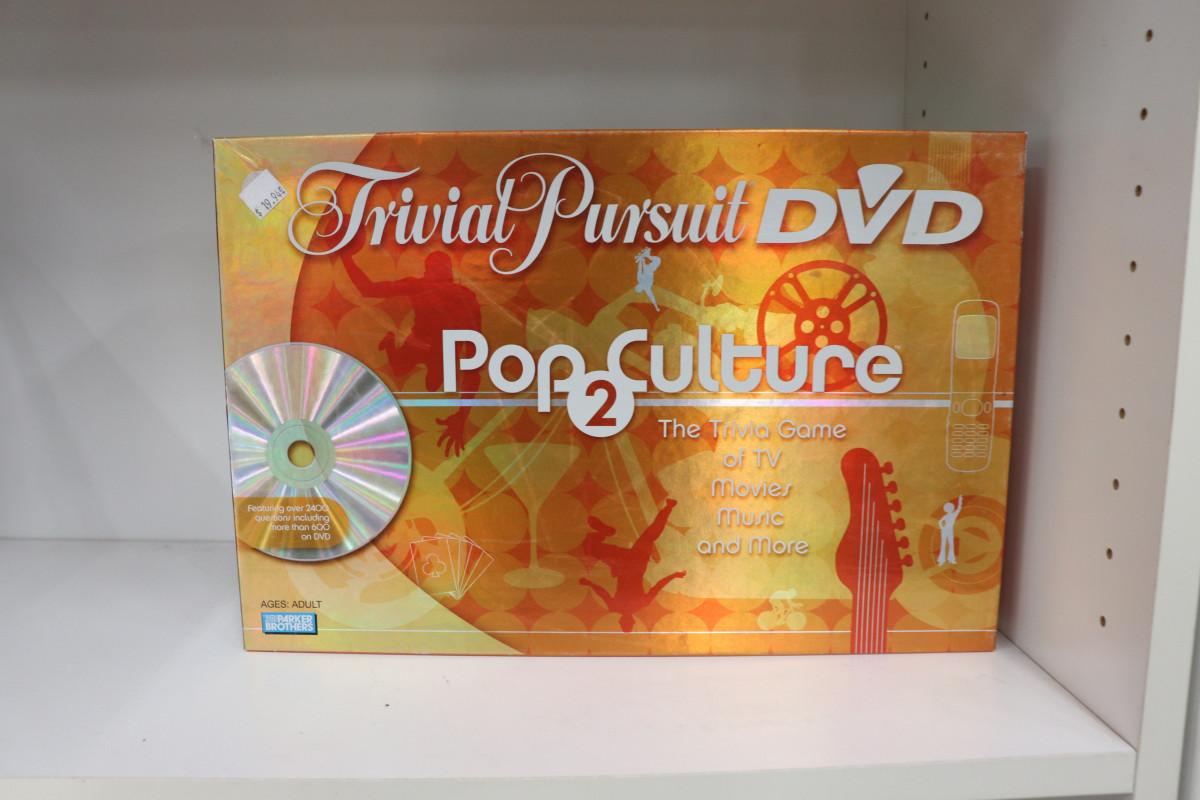 $ 19.94
Trivial Pursuit DVD
Pop Culture
2
The Trivia Game
of TV
Movies
Music
and More
Featuring over 2400
questions including
more than 600
on DVD
AGES: ADULT
PARKER
BROTHERS